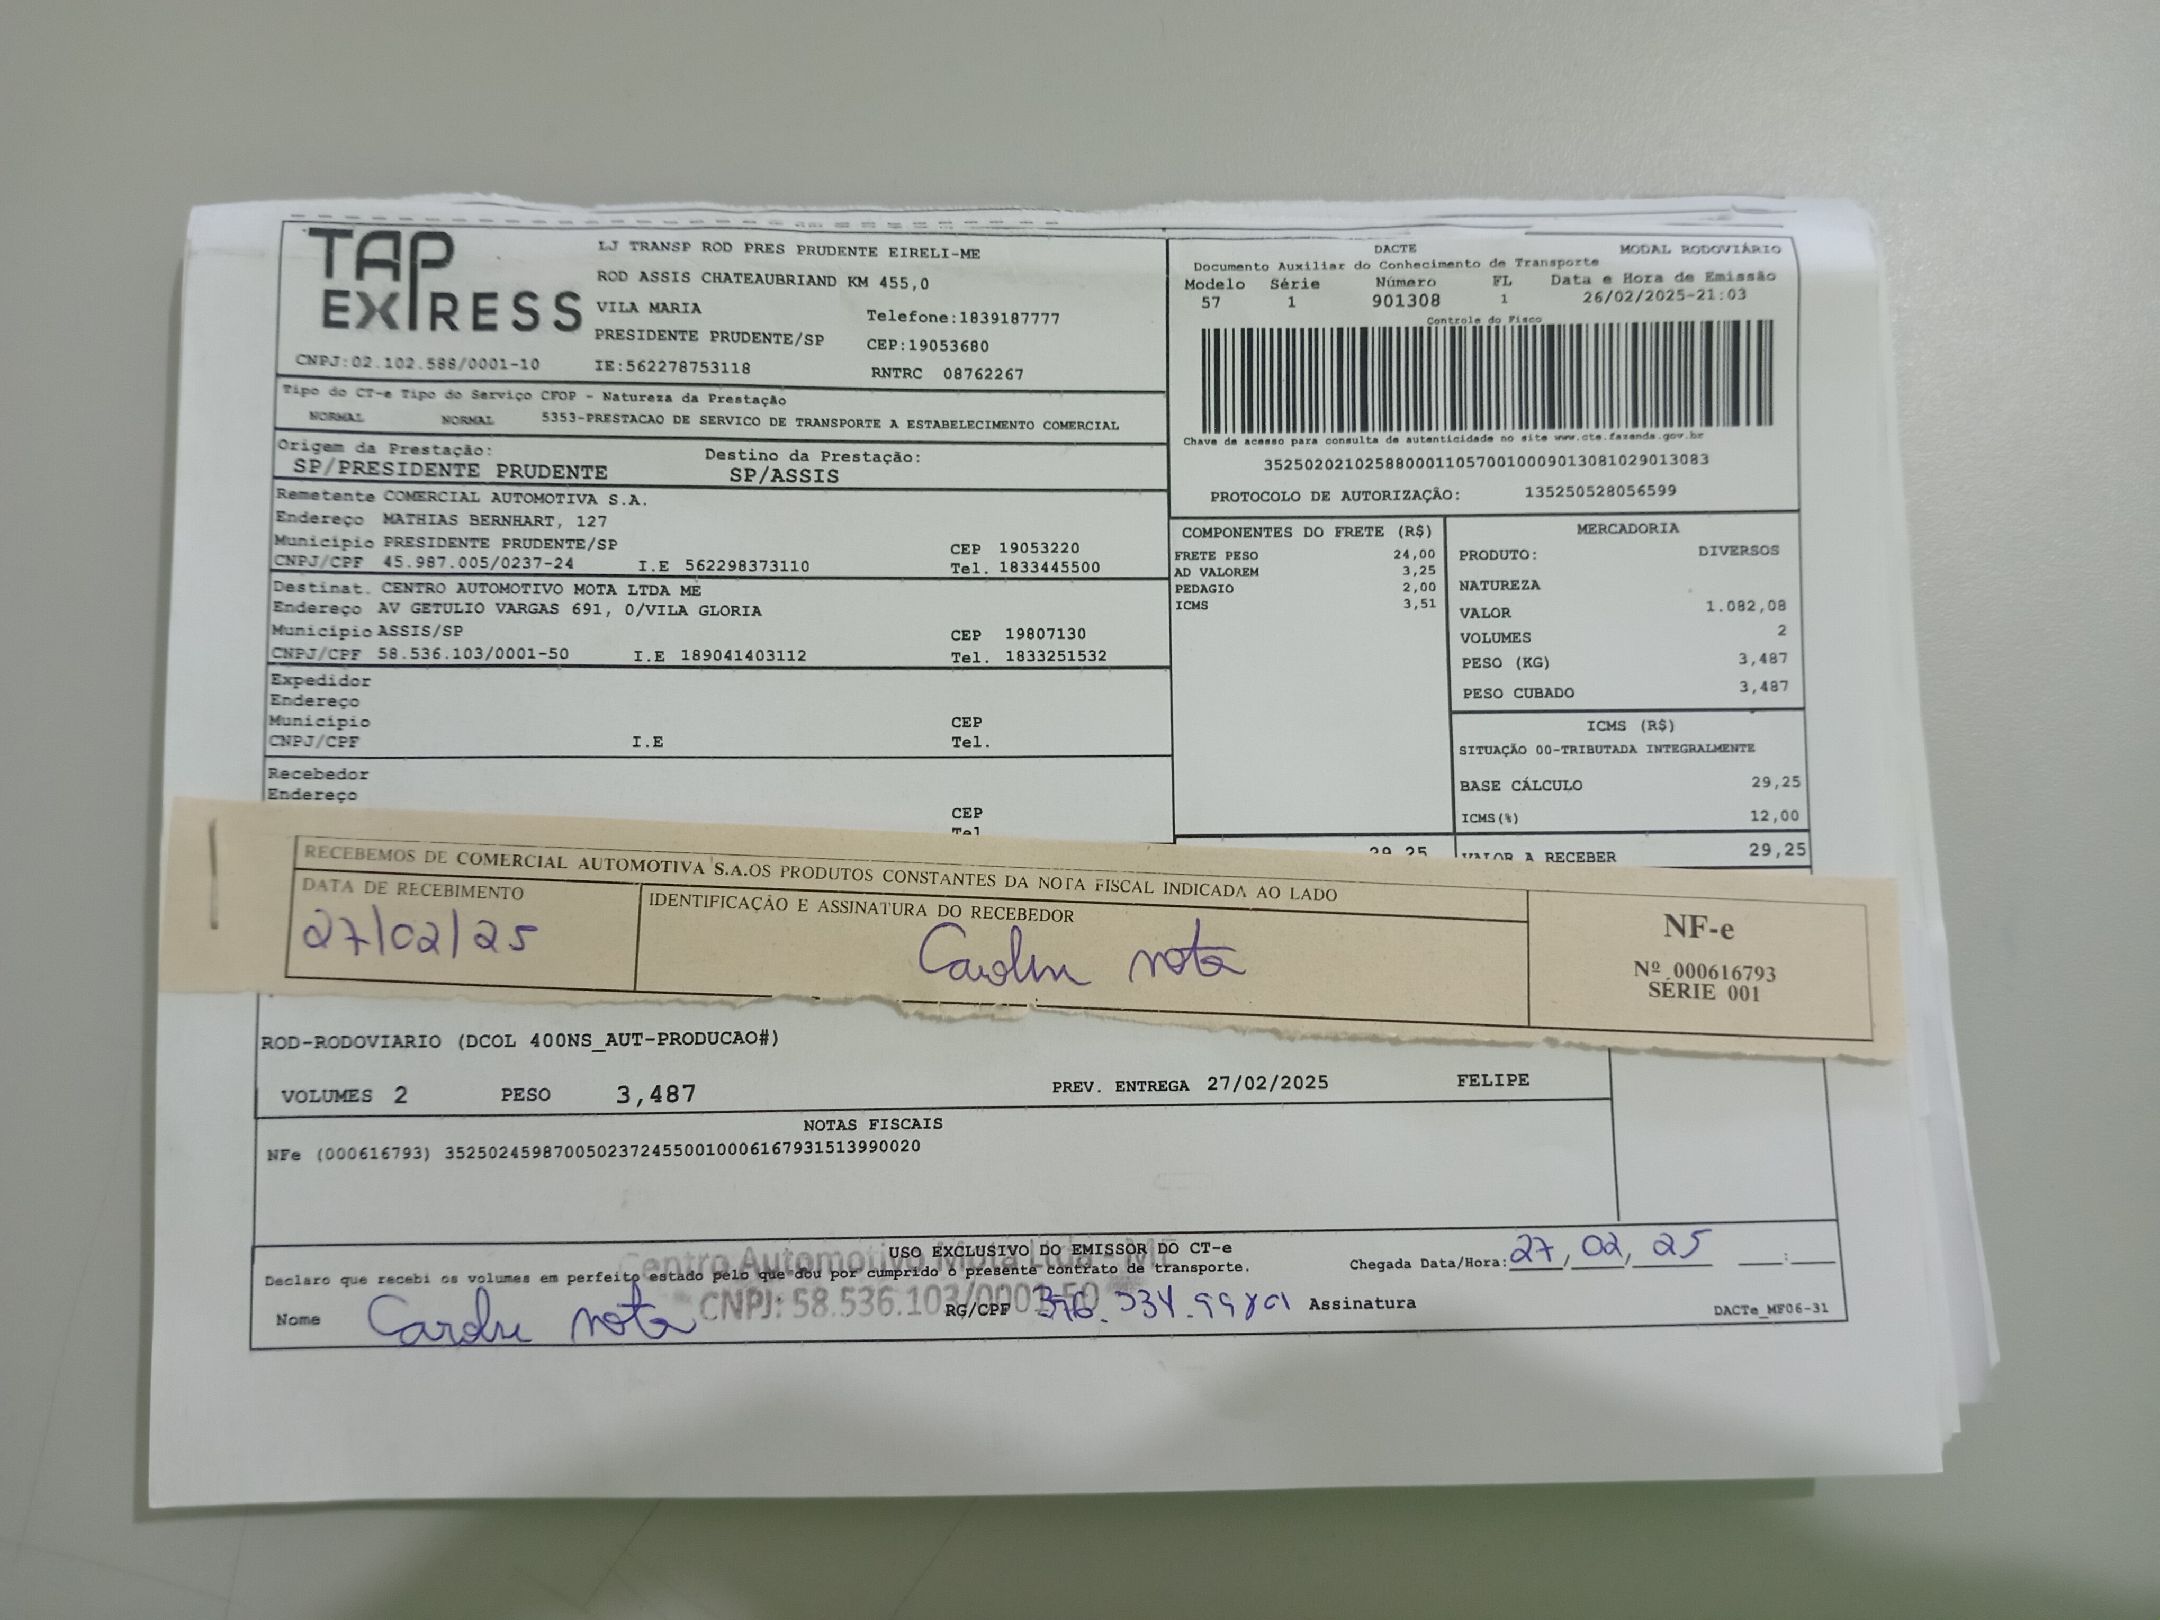 TAP
EXPRESS
LJ TRANSP ROD PRES PRUDENTE EIRELI-ME
ROD ASSIS CHATEAUBRIAND KM 455,0
VILA MARIA Telefone:1839187777
PRESIDENTE PRUDENTE/SP CEP:19053680
CNPJ:02.102.588/0001-10 IE:562278753118 RNTRC 08762267
Tipo do CT-e Tipo do Serviço CFOP - Natureza da Prestação
NORMAL NORMAL 5353-PRESTACAO DE SERVICO DE TRANSPORTE A ESTABELECIMENTO COMERCIAL
Origem da Prestação: Destino da Prestação:
SP/PRESIDENTE PRUDENTE SP/ASSIS
Remetente COMERCIAL AUTOMOTIVA S.A.
Endereço MATHIAS BERNHART, 127
Município PRESIDENTE PRUDENTE/SP CEP 19053220
CNPJ/CPF 45.987.005/0237-24 I.E 562298373110 Tel. 1833445500
Destinat. CENTRO AUTOMOTIVO MOTA LTDA ME
Endereço AV GETULIO VARGAS 691, 0/VILA GLORIA
Município ASSIS/SP CEP 19807130
CNPJ/CPF 58.536.103/0001-50 I.E 189041403112 Tel. 1833251532
Expedidor
Endereço
Município CEP
CNPJ/CPF I.E Tel.
Recebedor
Endereço
CEP
Tel
DACTE MODAL RODOVIÁRIO
Documento Auxiliar do Conhecimento de Transporte
Modelo Série Número FL Data e Hora de Emissão
57 1 901308 1 26/02/2025-21:03
Controle do Fisco
Chave de acesso para consulta de autenticidade no site www.cte.fazenda.gov.br
35250202102588000110570010009013081029013083
PROTOCOLO DE AUTORIZAÇÃO: 135250528056599
COMPONENTES DO FRETE (R$)
FRETE PESO 24,00
AD VALOREM 3,25
PEDAGIO 2,00
ICMS 3,51
29,25
MERCADORIA
PRODUTO: DIVERSOS
NATUREZA
VALOR 1.082,08
VOLUMES 2
PESO (KG) 3,487
PESO CUBADO 3,487
ICMS (R$)
SITUAÇÃO 00-TRIBUTADA INTEGRALMENTE
BASE CÁLCULO 29,25
ICMS(%) 12,00
VALOR A RECEBER 29,25
RECEBEMOS DE COMERCIAL AUTOMOTIVA S.A.OS PRODUTOS CONSTANTES DA NOTA FISCAL INDICADA AO LADO
DATA DE RECEBIMENTO IDENTIFICAÇÃO E ASSINATURA DO RECEBEDOR
27/02/25 mota
NF-e
Nº 000616793
SÉRIE 001
ROD-RODOVIARIO (DCOL 400NS_AUT-PRODUCAO#)
VOLUMES 2 PESO 3,487 PREV. ENTREGA 27/02/2025 FELIPE
NOTAS FISCAIS
NFe (000616793) 35250245987005023724550010006167931513990020
USO EXCLUSIVO DO EMISSOR DO CT-e
Centro Automotivo Mota Ltda - ME
Declaro que recebi os volumes em perfeito estado pelo que dou por cumprido o presente contrato de transporte.
Chegada Data/Hora: 27/02/25 __:__
CNPJ: 58.536.103/0001-50
Nome mota RG/CPF Assinatura
DACTe_MF06-31